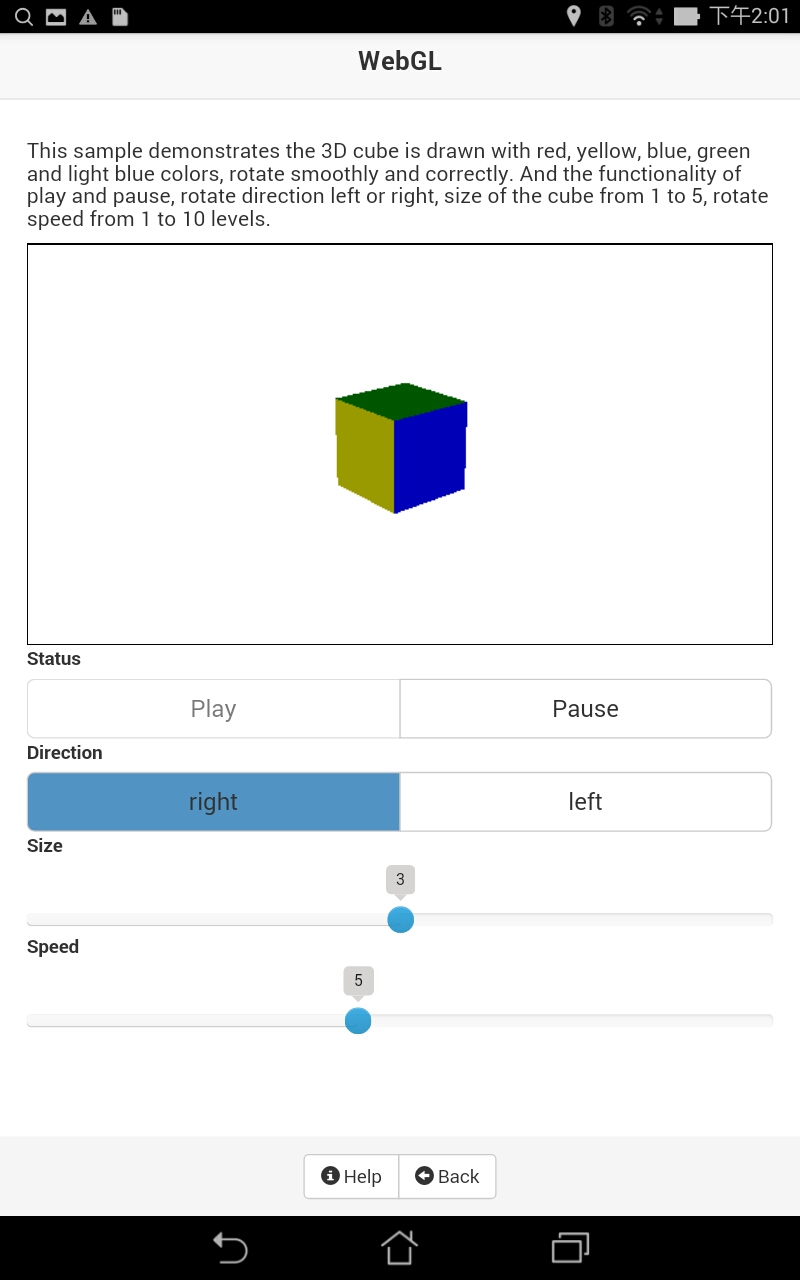 下午2:01
WebGL
This sample demonstrates the 3D cube is drawn with red, yellow, blue, green
and light blue colors, rotate smoothly and correctly. And the functionality of
play and pause, rotate direction left or right, size of the cube from 1 to 5, rotate
speed from 1 to 10 levels.
Status
Play Pause
Direction
right left
Size
3
Speed
5
Help Back